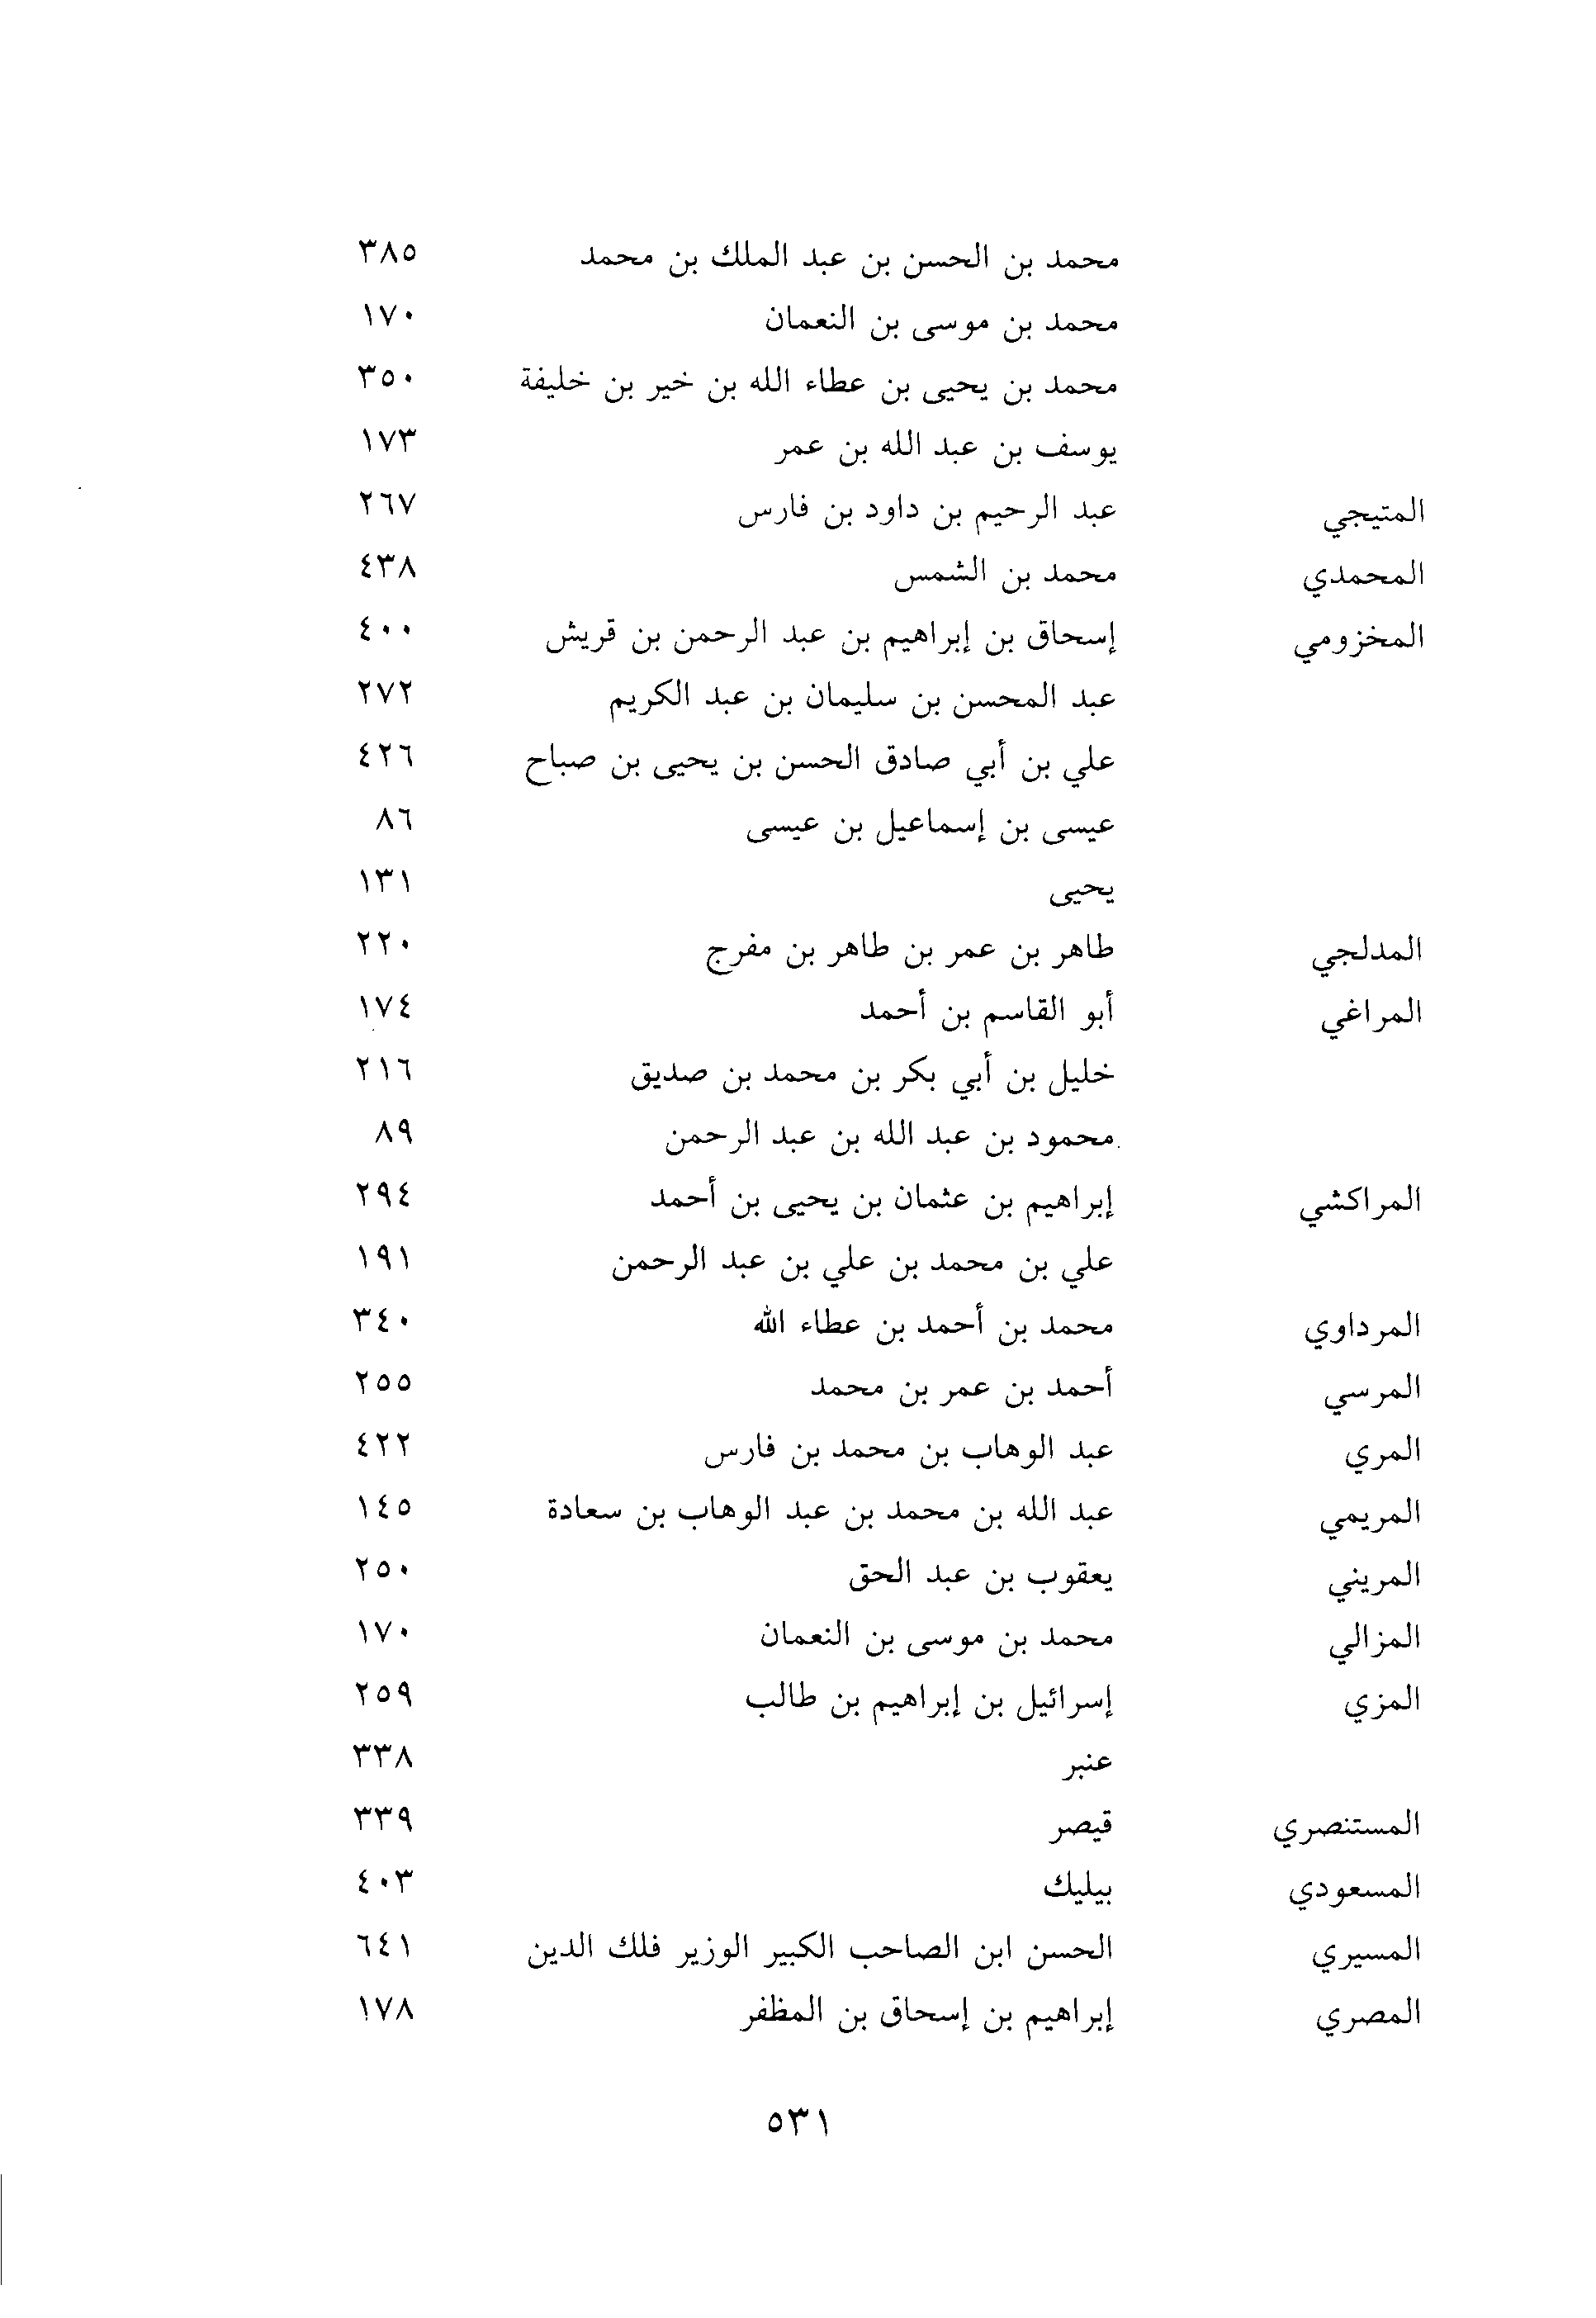 محمد بن الحسن بن عبد الملك بن محمد ٣٨٥
محمد بن موسى بن النعمان ١٧٠
محمد بن يحيى بن عطاء الله بن خير بن خليفة ٣٥٠
يوسف بن عبد الله بن عمر ١٧٣
المتيجي عبد الرحيم بن داود بن فارس ٢٦٧
المحمدي محمد بن الشمس ٤٣٨
المخزومي إسحاق بن إبراهيم بن عبد الرحمن بن قريش ٤٠٠
عبد المحسن بن سليمان بن عبد الكريم ٢٧٢
علي بن أبي صادق الحسن بن يحيى بن صباح ٤٢٦
عيسى بن إسماعيل بن عيسى ٨٦
يحيى ١٣١
المدلجي طاهر بن عمر بن طاهر بن مفرج ٢٢٠
المراغي أبو القاسم بن أحمد ١٧٤
خليل بن أبي بكر بن محمد بن صديق ٢١٦
محمود بن عبد الله بن عبد الرحمن ٨٩
المراكشي إبراهيم بن عثمان بن يحيى بن أحمد ٢٩٤
علي بن محمد بن علي بن عبد الرحمن ١٩١
المرداوي محمد بن أحمد بن عطاء الله ٣٤٠
المرسي أحمد بن عمر بن محمد ٢٥٥
المري عبد الوهاب بن محمد بن فارس ٤٢٢
المريمي عبد الله بن محمد بن عبد الوهاب بن سعادة ١٤٥
المريني يعقوب بن عبد الحق ٢٥٠
المزالي محمد بن موسى بن النعمان ١٧٠
المزي إسرائيل بن إبراهيم بن طالب ٢٥٩
عنبر ٣٣٨
المستنصري قيصر ٣٣٩
المسعودي بيليك ٤٠٣
المسيري الحسن ابن الصاحب الكبير الوزير فلك الدين ٦٤١
المصري إبراهيم بن إسحاق بن المظفر ١٧٨
٥٣١